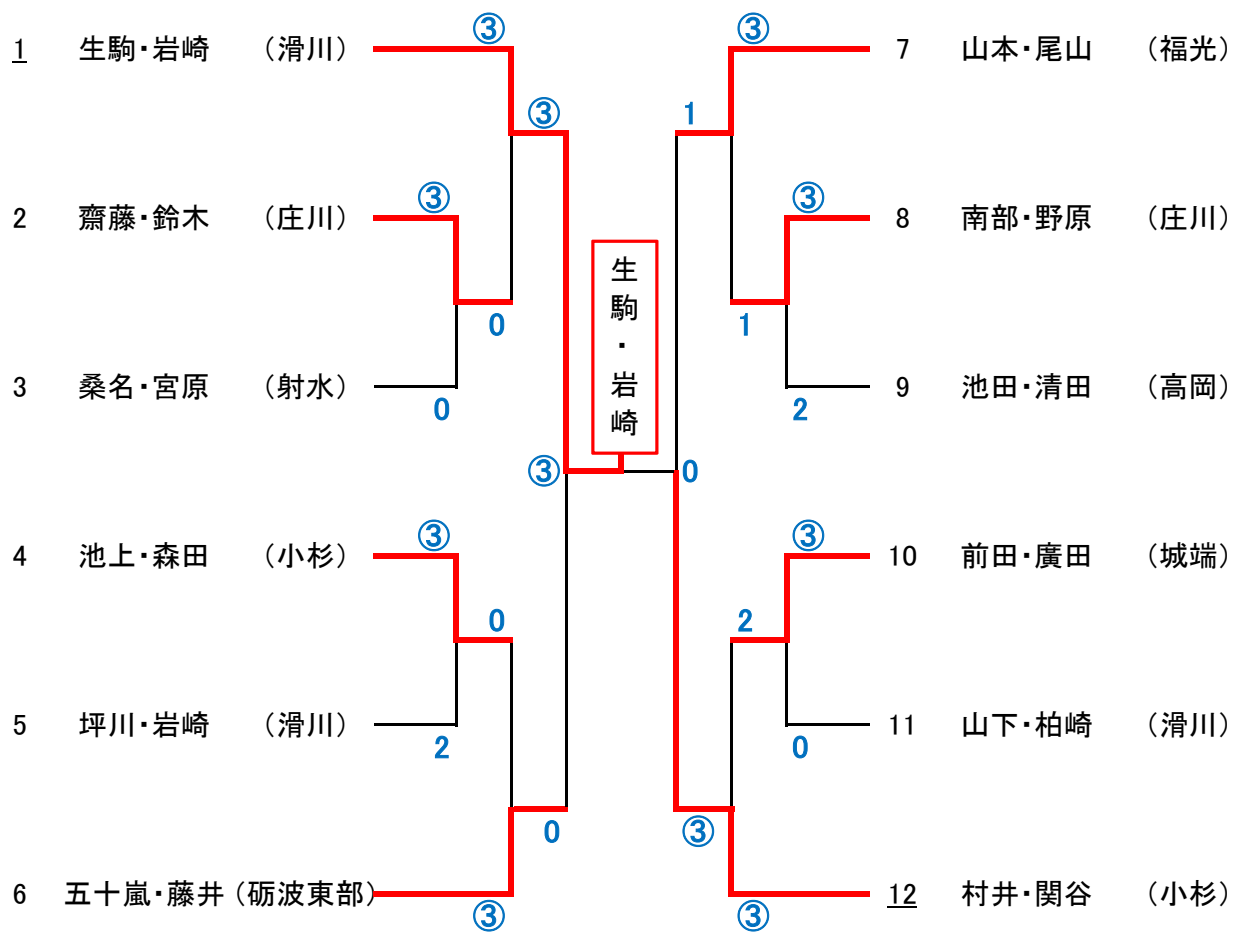 ③ ③
1 生駒・岩崎 （滑川） 7 山本・尾山 （福光）
③ 1
③ ③
2 齋藤・鈴木 （庄川） 8 南部・野原 （庄川）
生駒・岩崎
0 1
3 桑名・宮原 （射水） 9 池田・清田 （高岡）
0 2
③ 0
③ ③
4 池上・森田 （小杉） 10 前田・廣田 （城端）
0 2
5 坪川・岩崎 （滑川） 11 山下・柏崎 （滑川）
2 0
0 ③
6 五十嵐・藤井 （砺波東部） 12 村井・関谷 （小杉）
③ ③